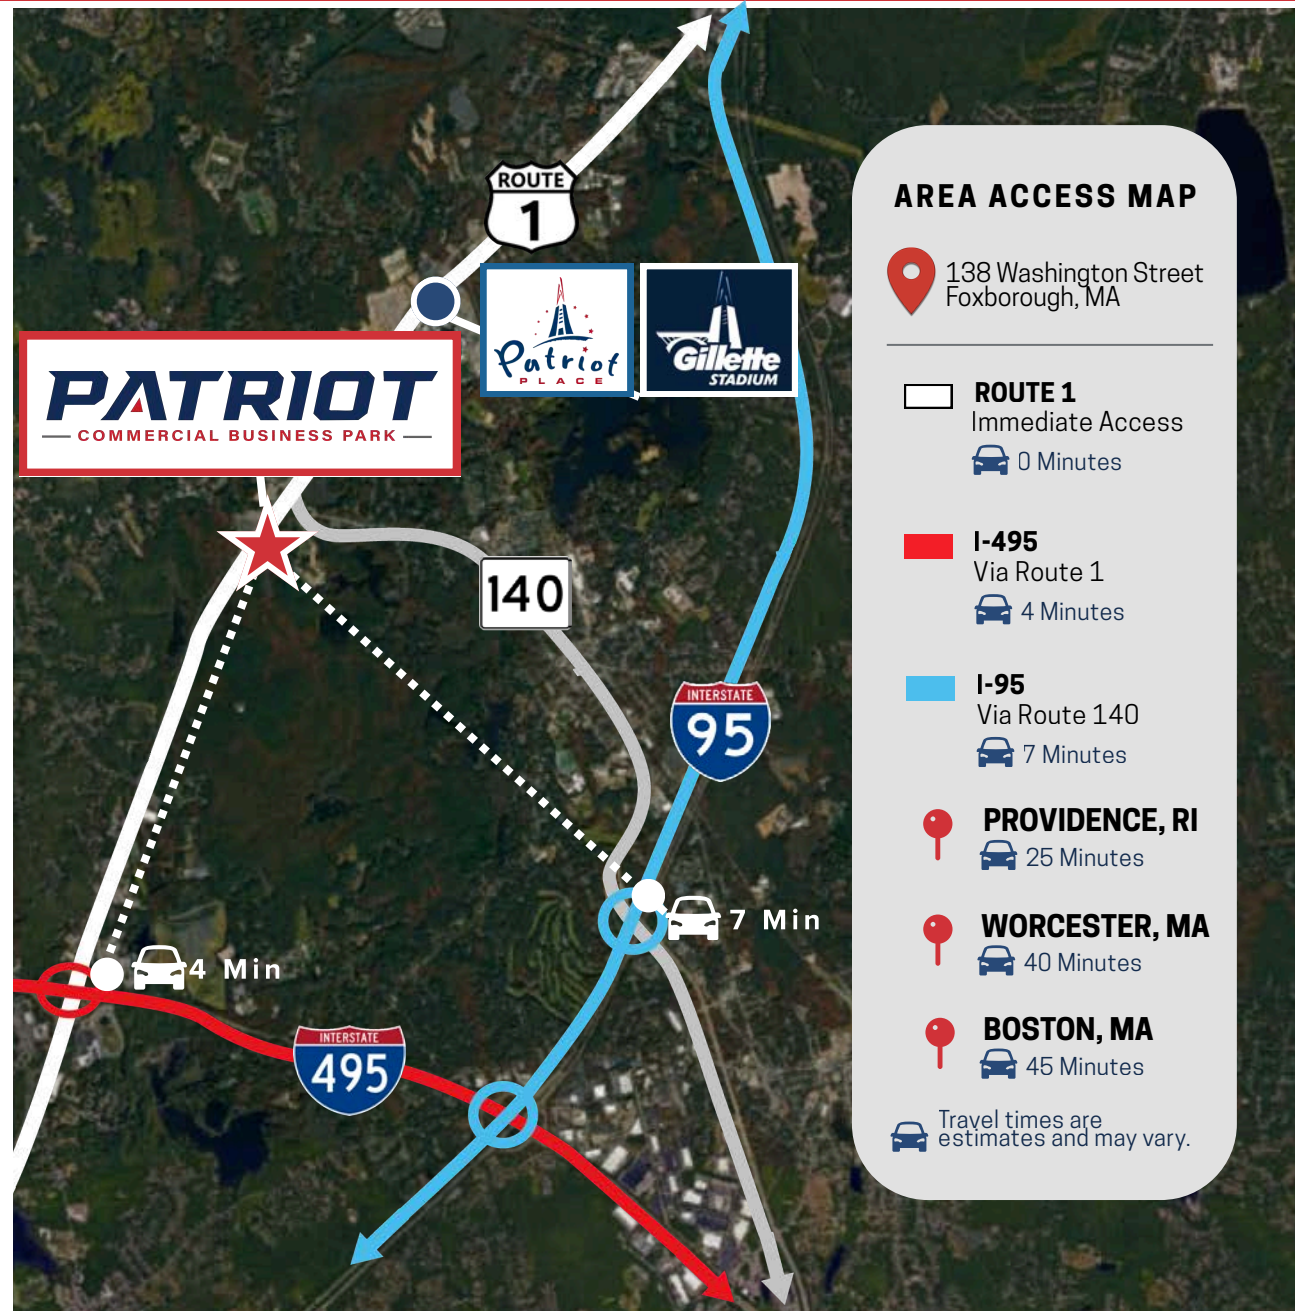 ROUTE
1
Patriot
PLACE
Gillette
STADIUM
PATRIOT
COMMERCIAL BUSINESS PARK
140
INTERSTATE
95
7 Min
4 Min
INTERSTATE
495
AREA ACCESS MAP
138 Washington Street
Foxborough, MA
ROUTE 1
Immediate Access
0 Minutes
I-495
Via Route 1
4 Minutes
I-95
Via Route 140
7 Minutes
PROVIDENCE, RI
25 Minutes
WORCESTER, MA
40 Minutes
BOSTON, MA
45 Minutes
Travel times are
estimates and may vary.